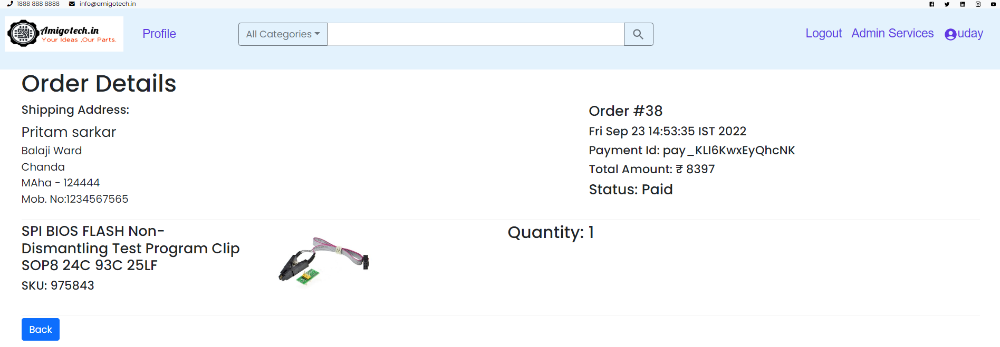 1888 888 8888 info@amigotech.in
Amigotech.in
Your Ideas ,Our Parts.
Profile
All Categories
Logout Admin Services uday
Order Details
Shipping Address:
Pritam sarkar
Balaji Ward
Chanda
MAha - 124444
Mob. No:1234567565
Order #38
Fri Sep 23 14:53:35 IST 2022
Payment Id: pay_KLI6KwxEyQhcNK
Total Amount: ₹ 8397
Status: Paid
SPI BIOS FLASH Non-
Dismantling Test Program Clip
SOP8 24C 93C 25LF
SKU: 975843
Quantity: 1
Back